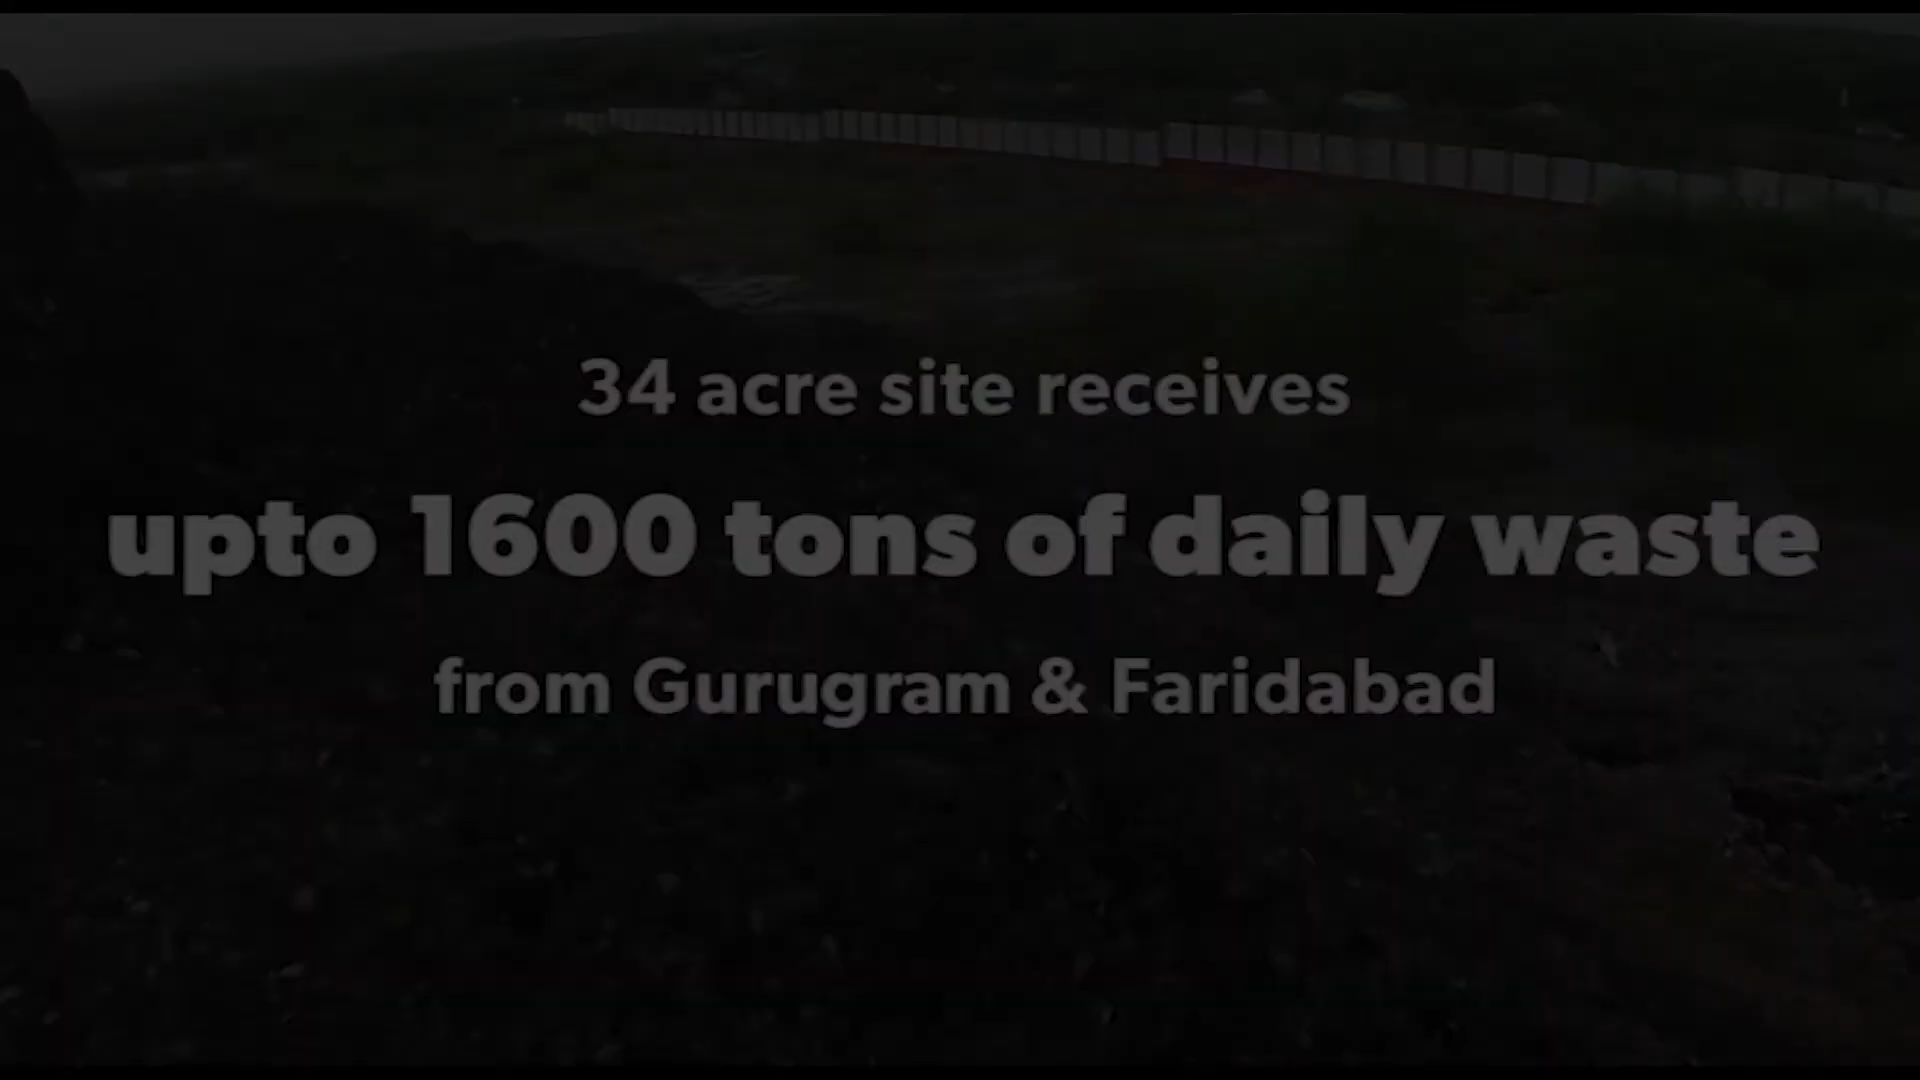 34 acre site receives
upto 1600 tons of daily waste
from Gurugram & Faridabad